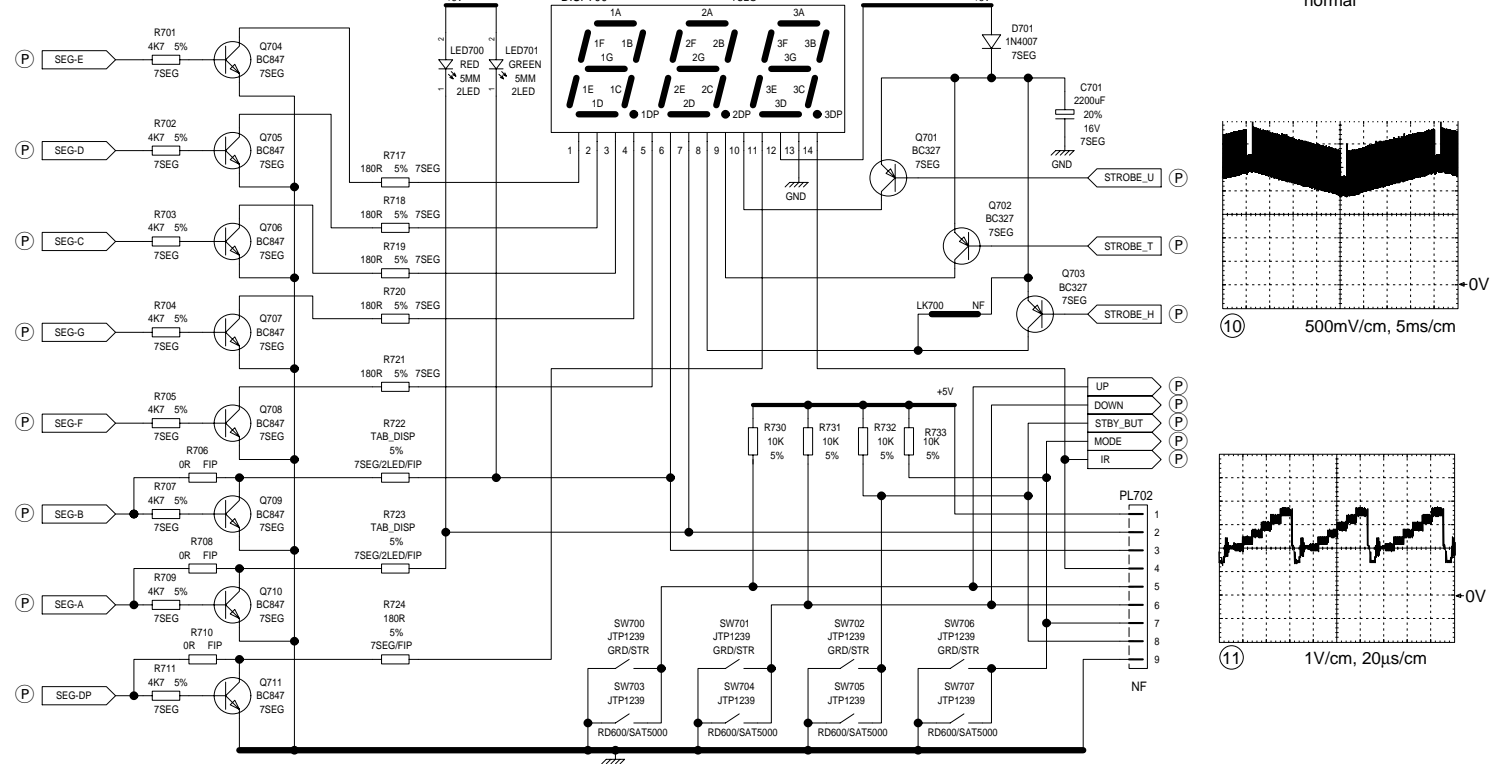 normal
1A 2A 3A
1F 1B 2F 2B 3F 3B
1G 2G 3G
1E 1C 2E 2C 3E 3C
1D 2D 3D
1DP 2DP 3DP
1 2 3 4 5 6 7 8 9 10 11 12 13 14
GND
P SEG-E
R701
4K7 5%
7SEG
Q704
BC847
7SEG
P SEG-D
R702
4K7 5%
7SEG
Q705
BC847
7SEG
P SEG-C
R703
4K7 5%
7SEG
Q706
BC847
7SEG
P SEG-G
R704
4K7 5%
7SEG
Q707
BC847
7SEG
P SEG-F
R705
4K7 5%
7SEG
Q708
BC847
7SEG
R706
0R FIP
P SEG-B
R707
4K7 5%
7SEG
Q709
BC847
7SEG
R708
0R FIP
P SEG-A
R709
4K7 5%
7SEG
Q710
BC847
7SEG
R710
0R FIP
P SEG-DP
R711
4K7 5%
7SEG
Q711
BC847
7SEG
2
LED700
RED
5MM
2LED
1
2
LED701
GREEN
5MM
2LED
1
R717
180R 5% 7SEG
R718
180R 5% 7SEG
R719
180R 5% 7SEG
R720
180R 5% 7SEG
R721
180R 5% 7SEG
R722
TAB_DISP
5%
7SEG/2LED/FIP
R723
TAB_DISP
5%
7SEG/2LED/FIP
R724
180R
5%
7SEG/FIP
D701
1N4007
7SEG
C701
2200uF
20%
16V
7SEG
GND
Q701
BC327
7SEG
STROBE_U P
Q702
BC327
7SEG
STROBE_T P
Q703
BC327
7SEG
STROBE_H P
LK700 NF
UP P
DOWN P
STBY_BUT P
MODE P
IR P
+5V
R730
10K
5%
R731
10K
5%
R732
10K
5%
R733
10K
5%
PL702
1
2
3
4
5
6
7
8
9
NF
SW700
JTP1239
GRD/STR
SW701
JTP1239
GRD/STR
SW702
JTP1239
GRD/STR
SW706
JTP1239
GRD/STR
SW703
JTP1239
RD600/SAT5000
SW704
JTP1239
RD600/SAT5000
SW705
JTP1239
RD600/SAT5000
SW707
JTP1239
RD600/SAT5000
0V
10 500mV/cm, 5ms/cm
0V
11 1V/cm, 20μs/cm